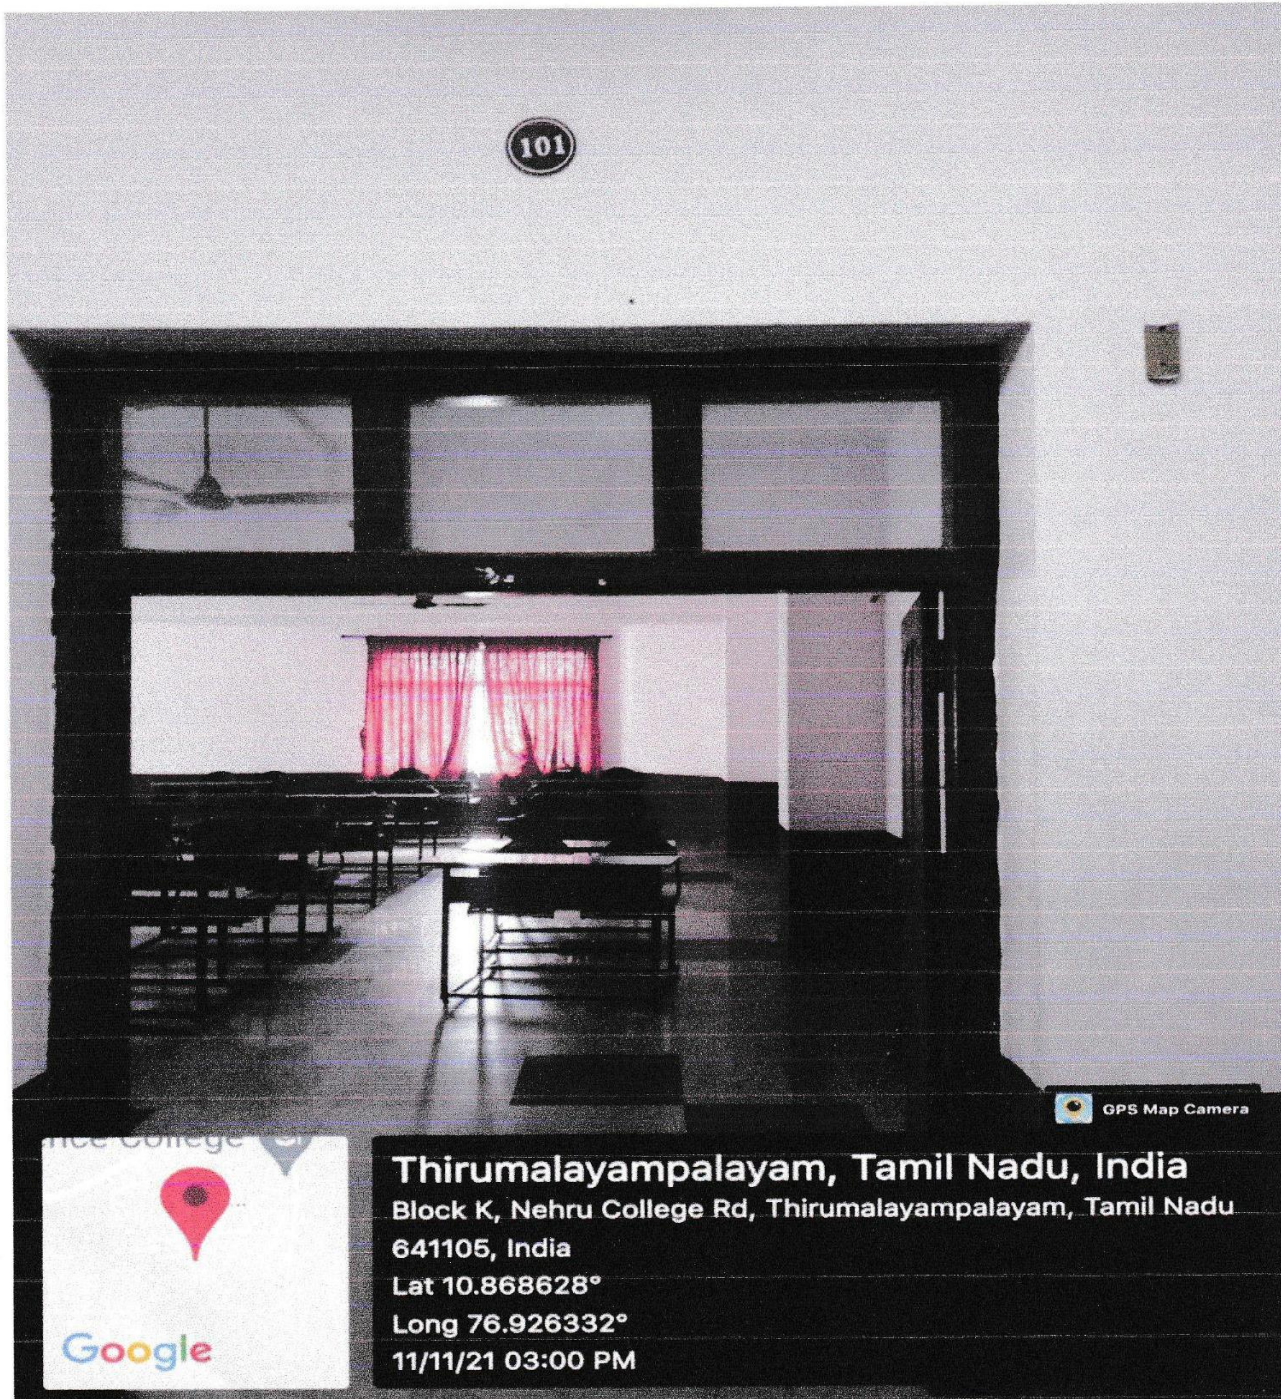 101
GPS Map Camera
College
Google
Thirumalayampalayam, Tamil Nadu, India
Block K, Nehru College Rd, Thirumalayampalayam, Tamil Nadu
641105, India
Lat 10.868628°
Long 76.926332°
11/11/21 03:00 PM